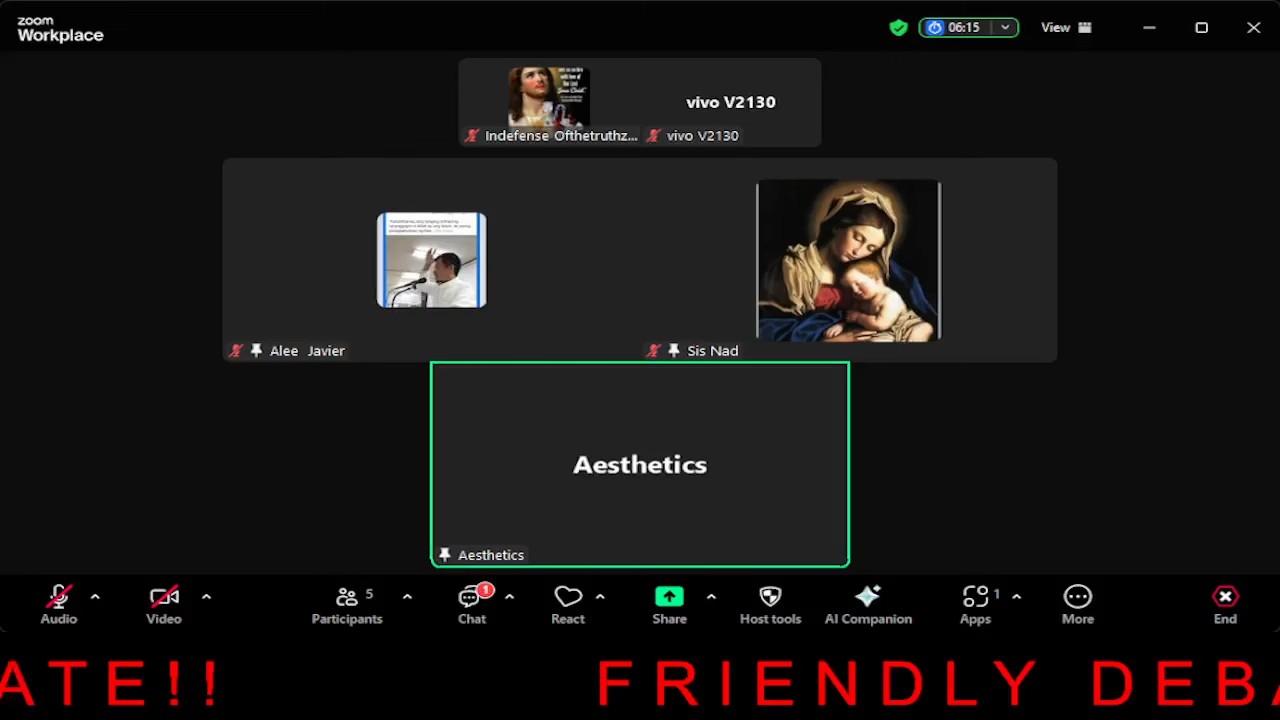 zoom
Workplace
06:15
View
vivo V2130
Indefense Ofthetruthz...
vivo V2130
Alee Javier
Sis Nad
Aesthetics
Aesthetics
Audio
Video
5
Participants
1
Chat
React
Share
Host tools
AI Companion
1
Apps
More
End
ATE!! FRIENDLY DEBA